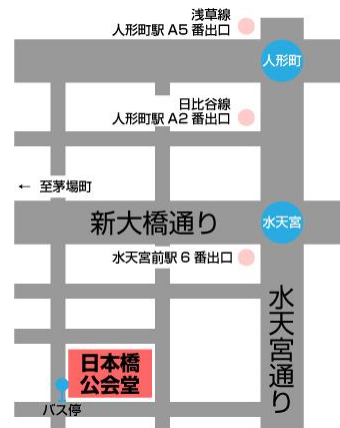 浅草線
人形町駅 A5 番出口
人形町
日比谷線
人形町駅 A2 番出口
← 至茅場町
新大橋通り
水天宮
水天宮前駅 6 番出口
水天宮通り
日本橋
公会堂
バス停